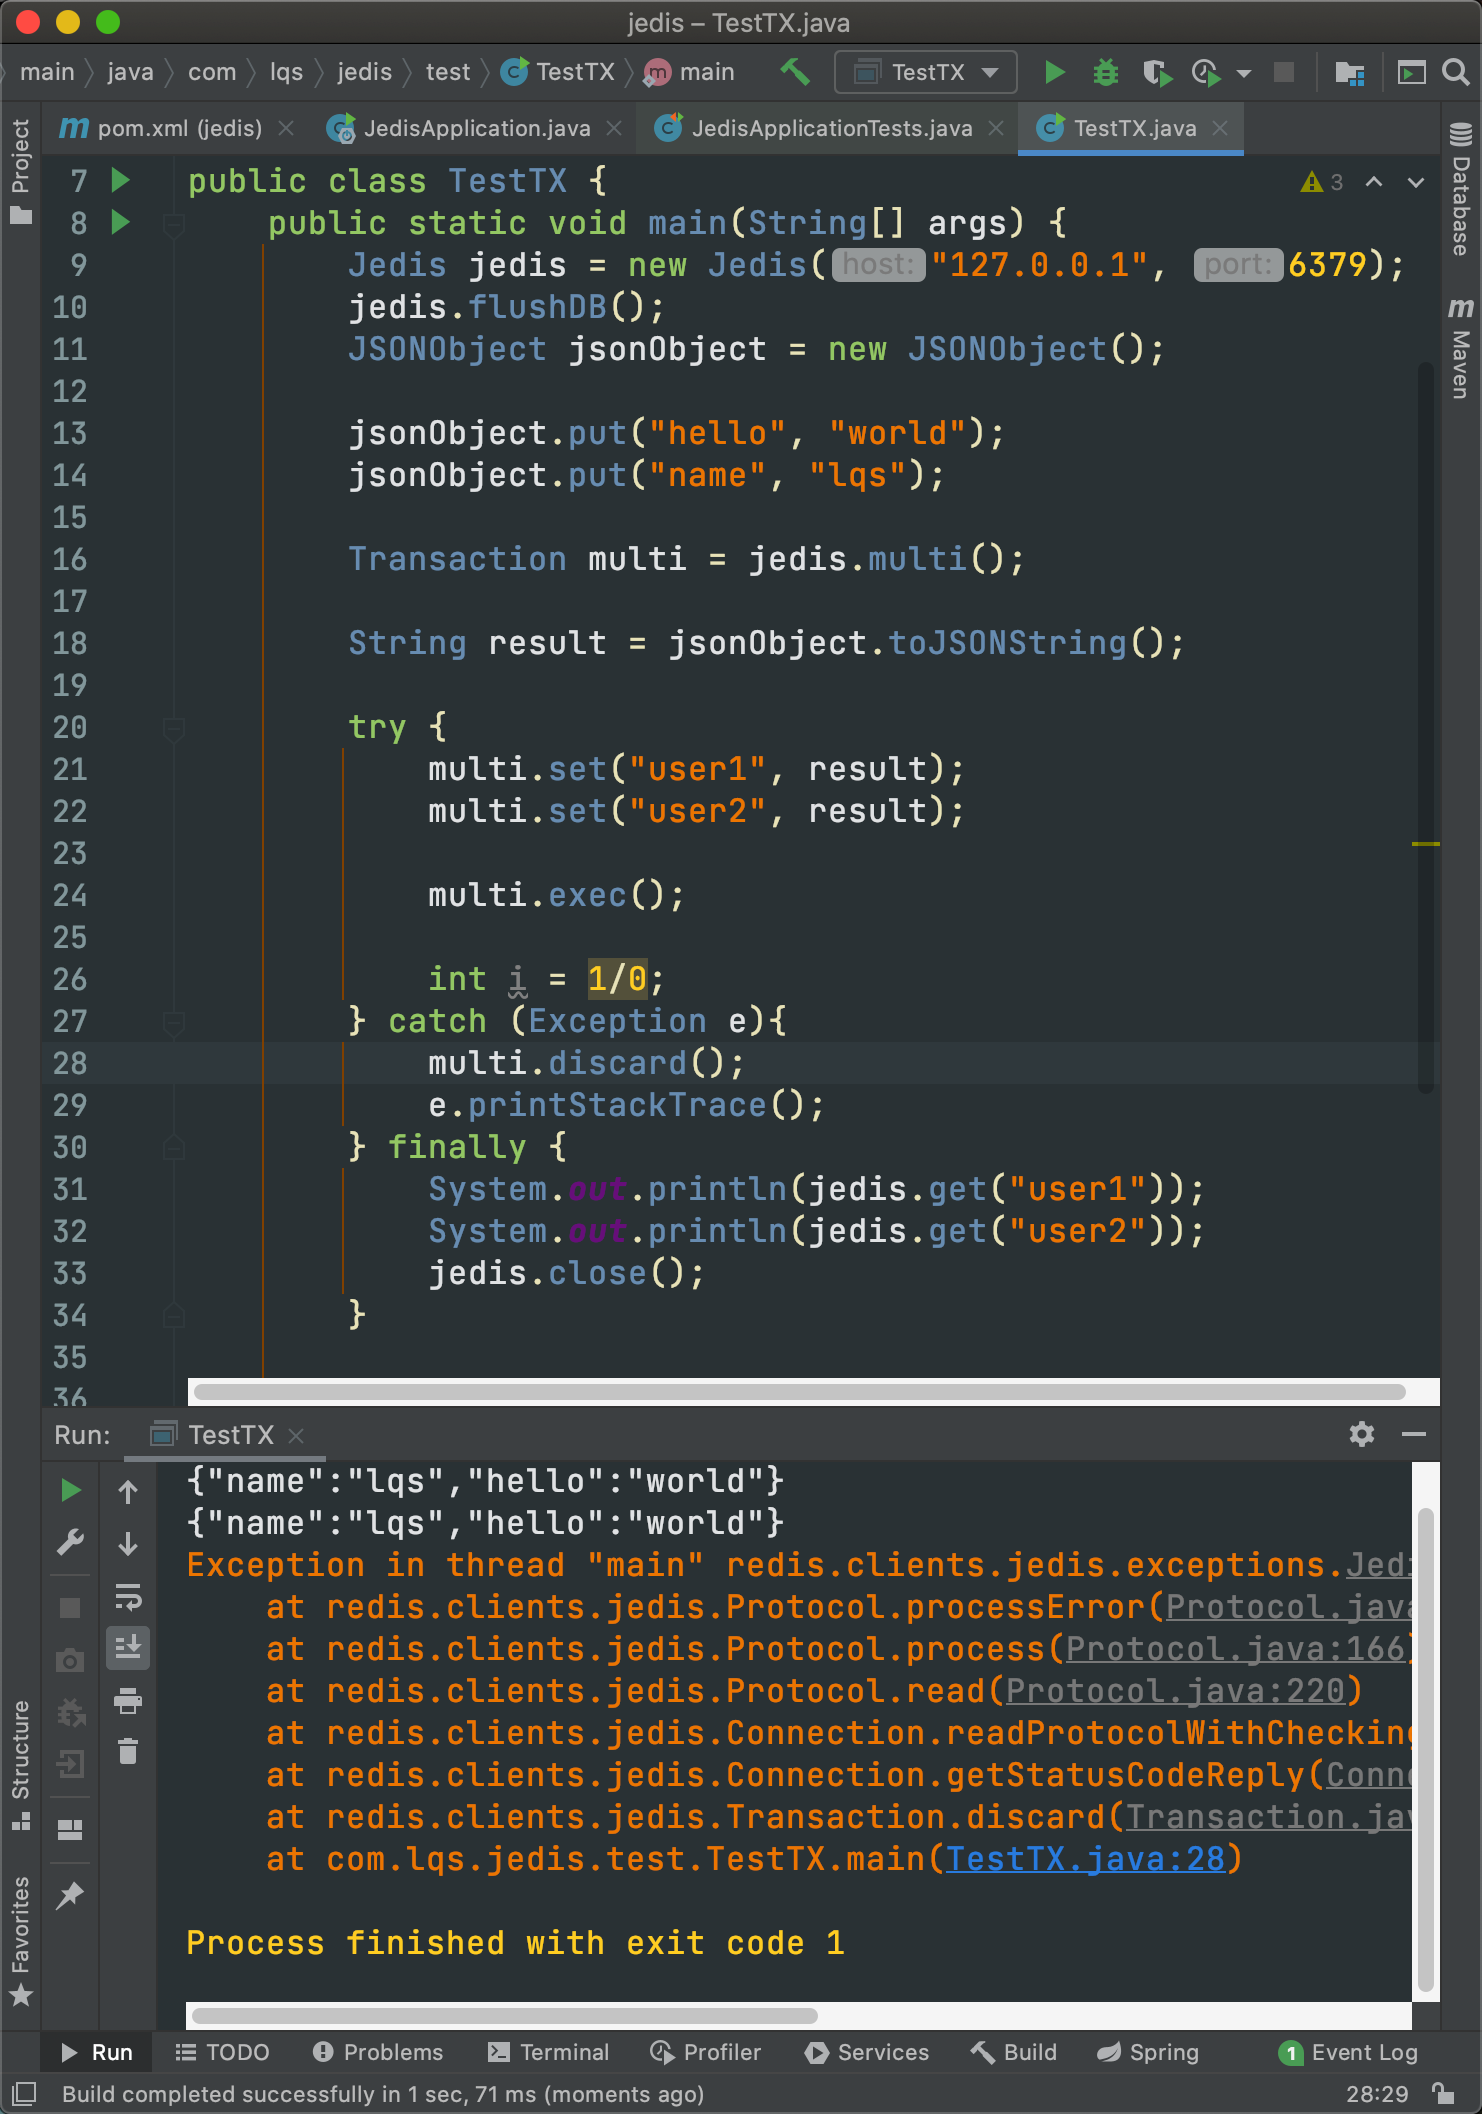 jedis – TestTX.java
main java com lqs jedis test TestTX m main TestTX
m pom.xml (jedis) JedisApplication.java JedisApplicationTests.java TestTX.java
Project
Database
m Maven
3
7 public class TestTX {
8 public static void main(String[] args) {
9 Jedis jedis = new Jedis( host: "127.0.0.1", port: 6379);
10 jedis.flushDB();
11 JSONObject jsonObject = new JSONObject();
12
13 jsonObject.put("hello", "world");
14 jsonObject.put("name", "lqs");
15
16 Transaction multi = jedis.multi();
17
18 String result = jsonObject.toJSONString();
19
20 try {
21 multi.set("user1", result);
22 multi.set("user2", result);
23
24 multi.exec();
25
26 int i = 1/0;
27 } catch (Exception e){
28 multi.discard();
29 e.printStackTrace();
30 } finally {
31 System.out.println(jedis.get("user1"));
32 System.out.println(jedis.get("user2"));
33 jedis.close();
34 }
35
36
Run: TestTX
{"name":"lqs","hello":"world"}
{"name":"lqs","hello":"world"}
Exception in thread "main" redis.clients.jedis.exceptions.Jedi
at redis.clients.jedis.Protocol.processError(Protocol.java
at redis.clients.jedis.Protocol.process(Protocol.java:166)
at redis.clients.jedis.Protocol.read(Protocol.java:220)
at redis.clients.jedis.Connection.readProtocolWithChecking
at redis.clients.jedis.Connection.getStatusCodeReply(Conne
at redis.clients.jedis.Transaction.discard(Transaction.jav
at com.lqs.jedis.test.TestTX.main(TestTX.java:28)
Process finished with exit code 1
Structure
Favorites
Run TODO Problems Terminal Profiler Services Build Spring 1 Event Log
Build completed successfully in 1 sec, 71 ms (moments ago) 28:29